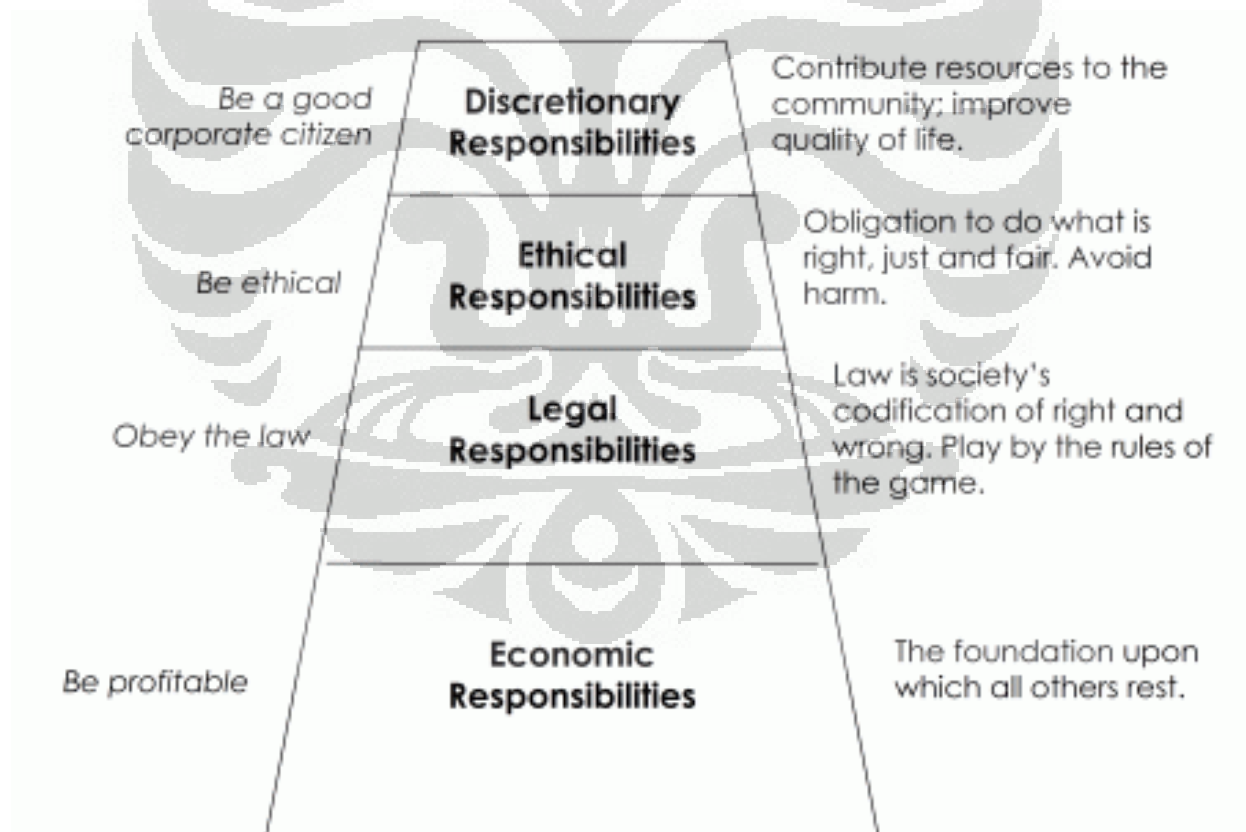 Be a good
corporate citizen
Discretionary
Responsibilities
Contribute resources to the
community; improve
quality of life.
Be ethical
Ethical
Responsibilities
Obligation to do what is
right, just and fair. Avoid
harm.
Obey the law
Legal
Responsibilities
Law is society's
codification of right and
wrong. Play by the rules of
the game.
Be profitable
Economic
Responsibilities
The foundation upon
which all others rest.